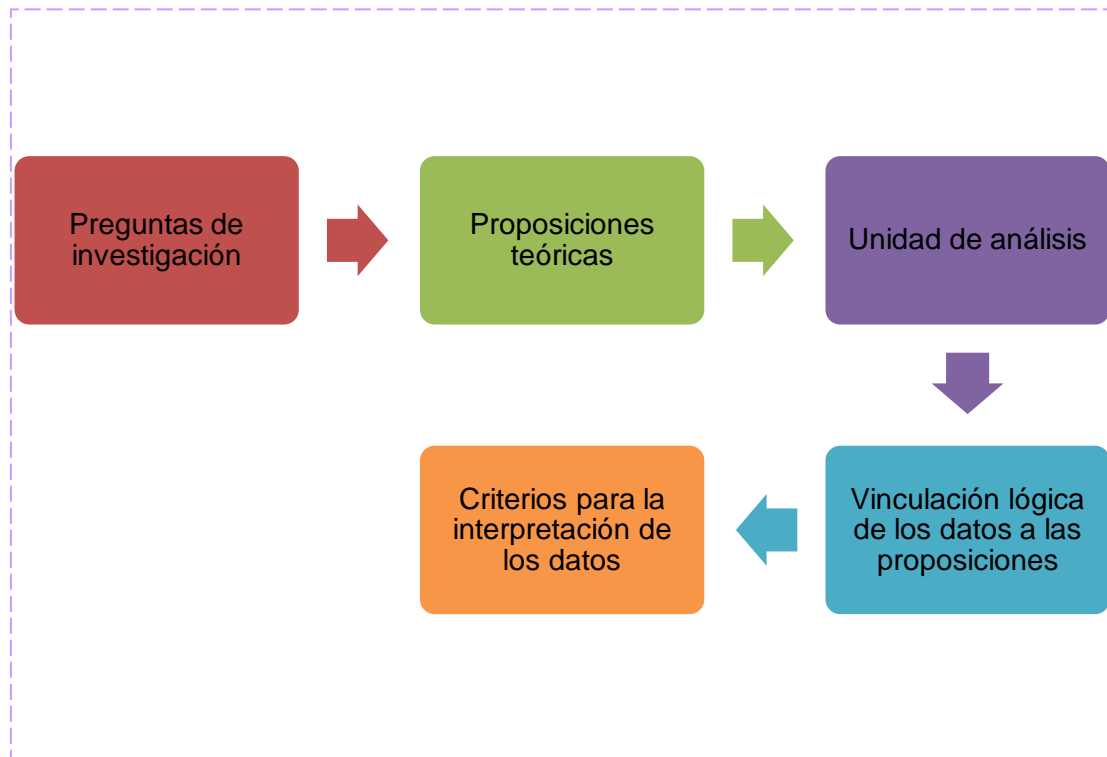 Preguntas de
investigación
Proposiciones
teóricas
Unidad de análisis
Vinculación lógica
de los datos a las
proposiciones
Criterios para la
interpretación de
los datos